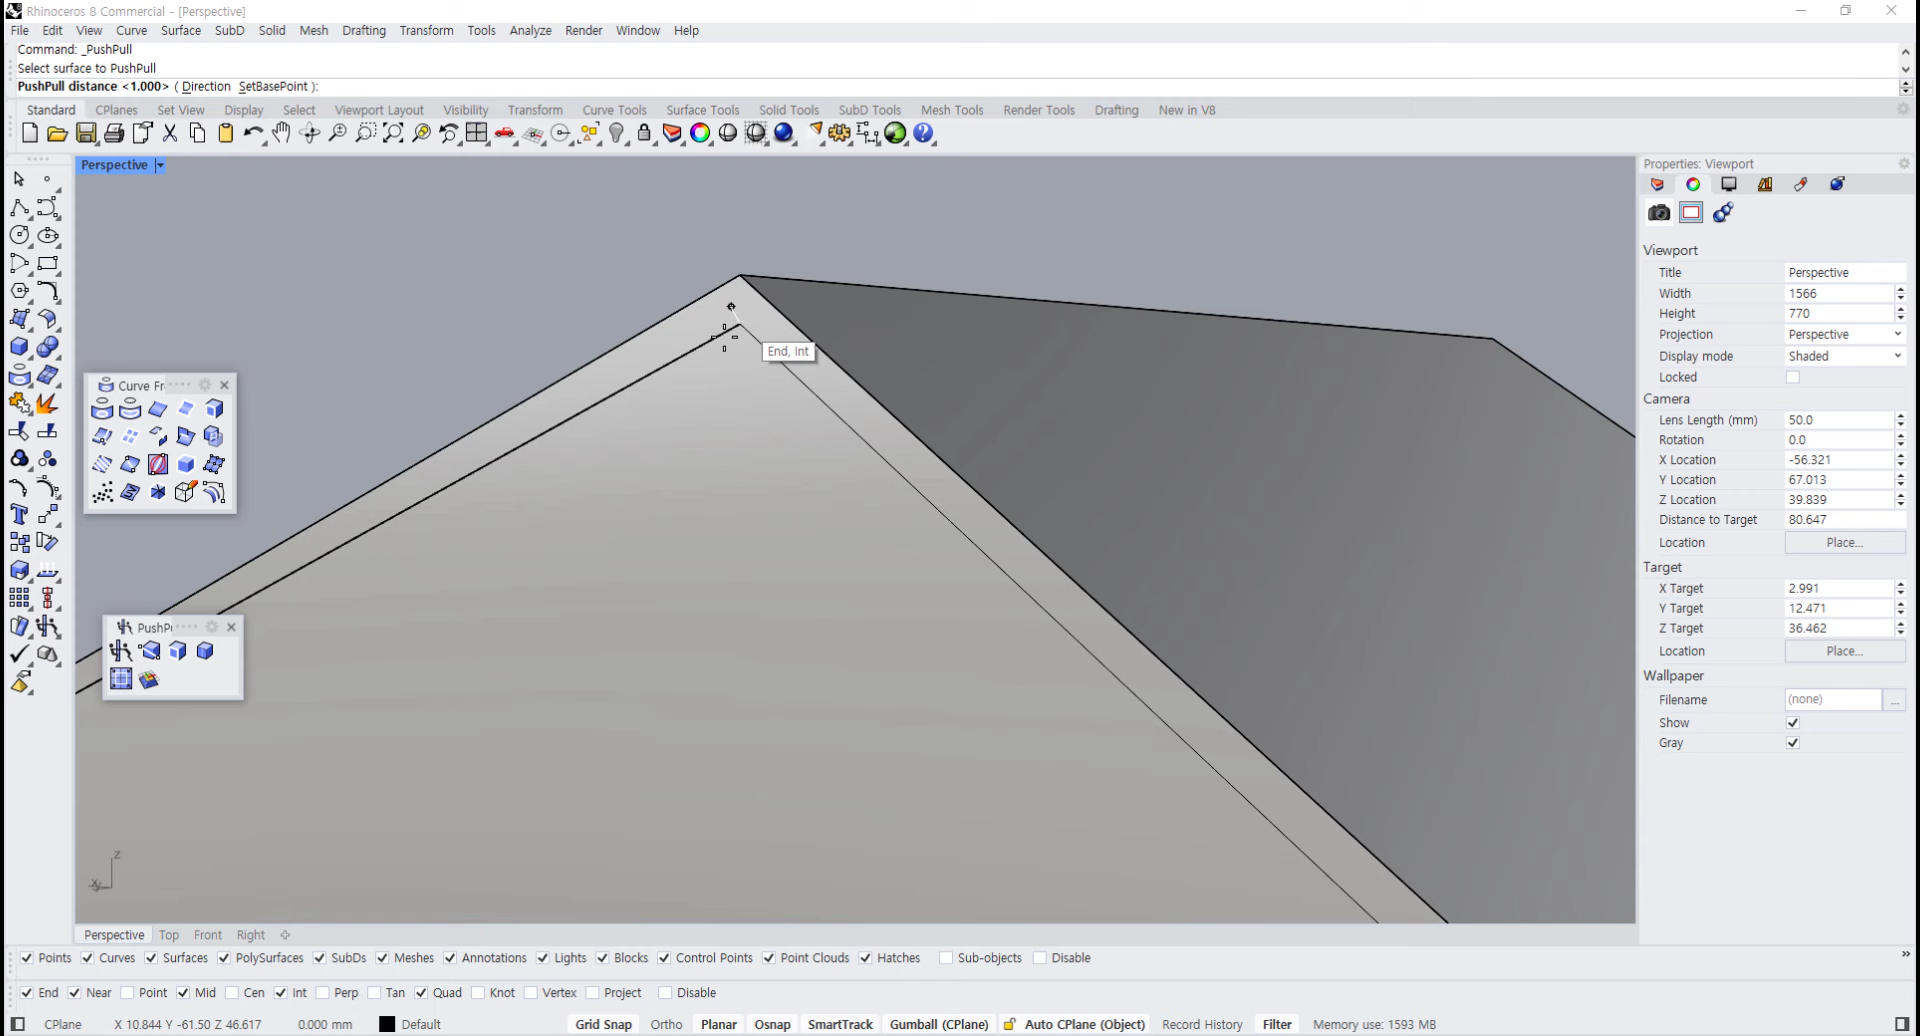 Rhinoceros 8 Commercial - [Perspective]
File Edit View Curve Surface SubD Solid Mesh Drafting Transform Tools Analyze Render Window Help
Command: _PushPull
Select surface to PushPull
PushPull distance <1.000> ( Direction SetBasePoint ):
Standard CPlanes Set View Display Select Viewport Layout Visibility Transform Curve Tools Surface Tools Solid Tools SubD Tools Mesh Tools Render Tools Drafting New in V8
Perspective
End, Int
Curve Fr
PushP
z
Properties: Viewport
Viewport
Title Perspective
Width 1566
Height 770
Projection Perspective
Display mode Shaded
Locked
Camera
Lens Length (mm) 50.0
Rotation 0.0
X Location -56.321
Y Location 67.013
Z Location 39.839
Distance to Target 80.647
Location Place...
Target
X Target 2.991
Y Target 12.471
Z Target 36.462
Location Place...
Wallpaper
Filename (none) ...
Show
Gray
Perspective Top Front Right
Points Curves Surfaces PolySurfaces SubDs Meshes Annotations Lights Blocks Control Points Point Clouds Hatches Sub-objects Disable
End Near Point Mid Cen Int Perp Tan Quad Knot Vertex Project Disable
CPlane X 10.844 Y -61.50 Z 46.617 0.000 mm Default Grid Snap Ortho Planar Osnap SmartTrack Gumball (CPlane) Auto CPlane (Object) Record History Filter Memory use: 1593 MB